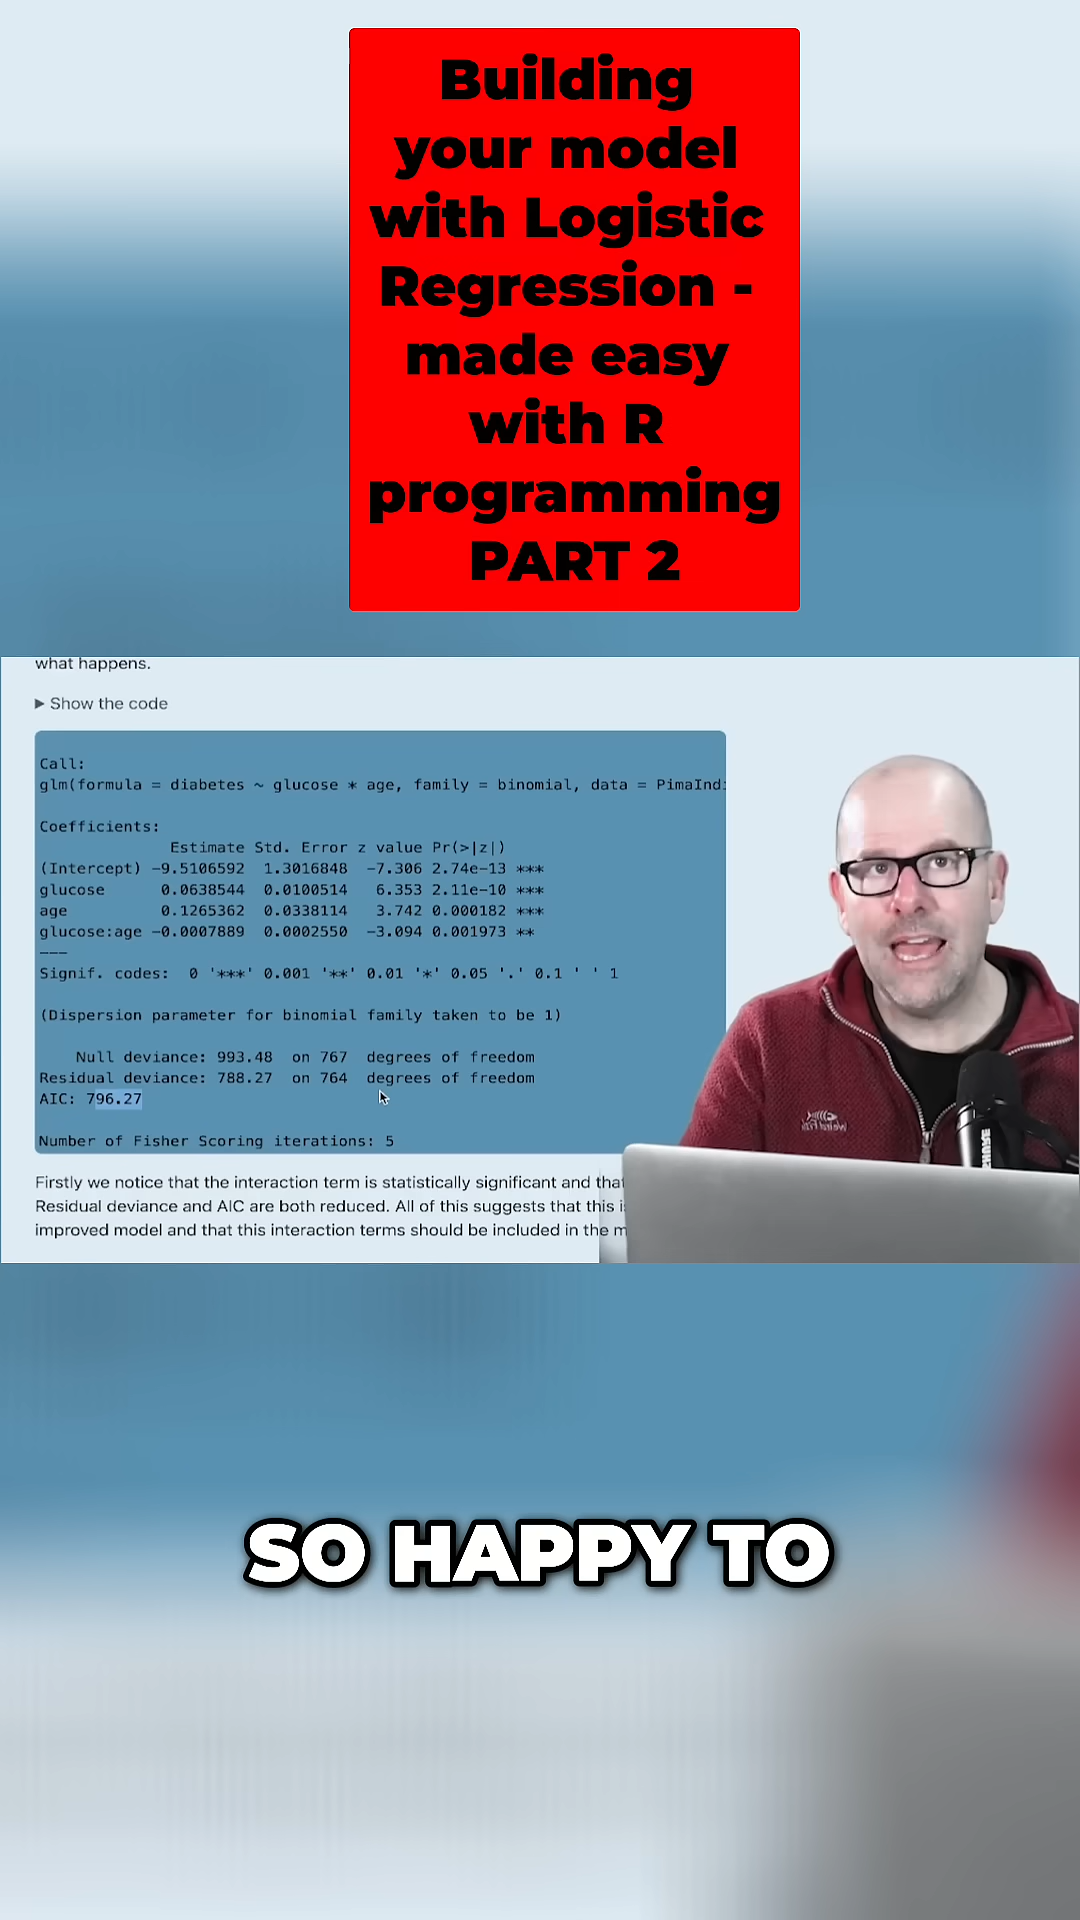 Building
your model
with Logistic
Regression -
made easy
with R
programming
PART 2
what happens.
▶ Show the code
Call:
glm(formula = diabetes ~ glucose * age, family = binomial, data = PimaInd
Coefficients:
Estimate Std. Error z value Pr(>|z|)
(Intercept) -9.5106592 1.3016848 -7.306 2.74e-13 ***
glucose 0.0638544 0.0100514 6.353 2.11e-10 ***
age 0.1265362 0.0338114 3.742 0.000182 ***
glucose:age -0.0007889 0.0002550 -3.094 0.001973 **
---
Signif. codes: 0 '***' 0.001 '**' 0.01 '*' 0.05 '.' 0.1 ' ' 1
(Dispersion parameter for binomial family taken to be 1)
Null deviance: 993.48 on 767 degrees of freedom
Residual deviance: 788.27 on 764 degrees of freedom
AIC: 796.27
Number of Fisher Scoring iterations: 5
Firstly we notice that the interaction term is statistically significant and tha
Residual deviance and AIC are both reduced. All of this suggests that this i
improved model and that this interaction terms should be included in the m
SO HAPPY TO